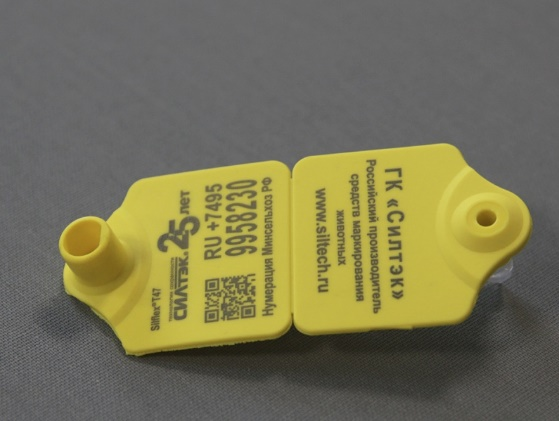 Silflex®T47
СИЛТЭК
25 лет
RU +7495
9958230
Нумерация Минсельхоз РФ
ГК «Силтэк»
Российский производитель
средств маркирования
животных
www.siltech.ru